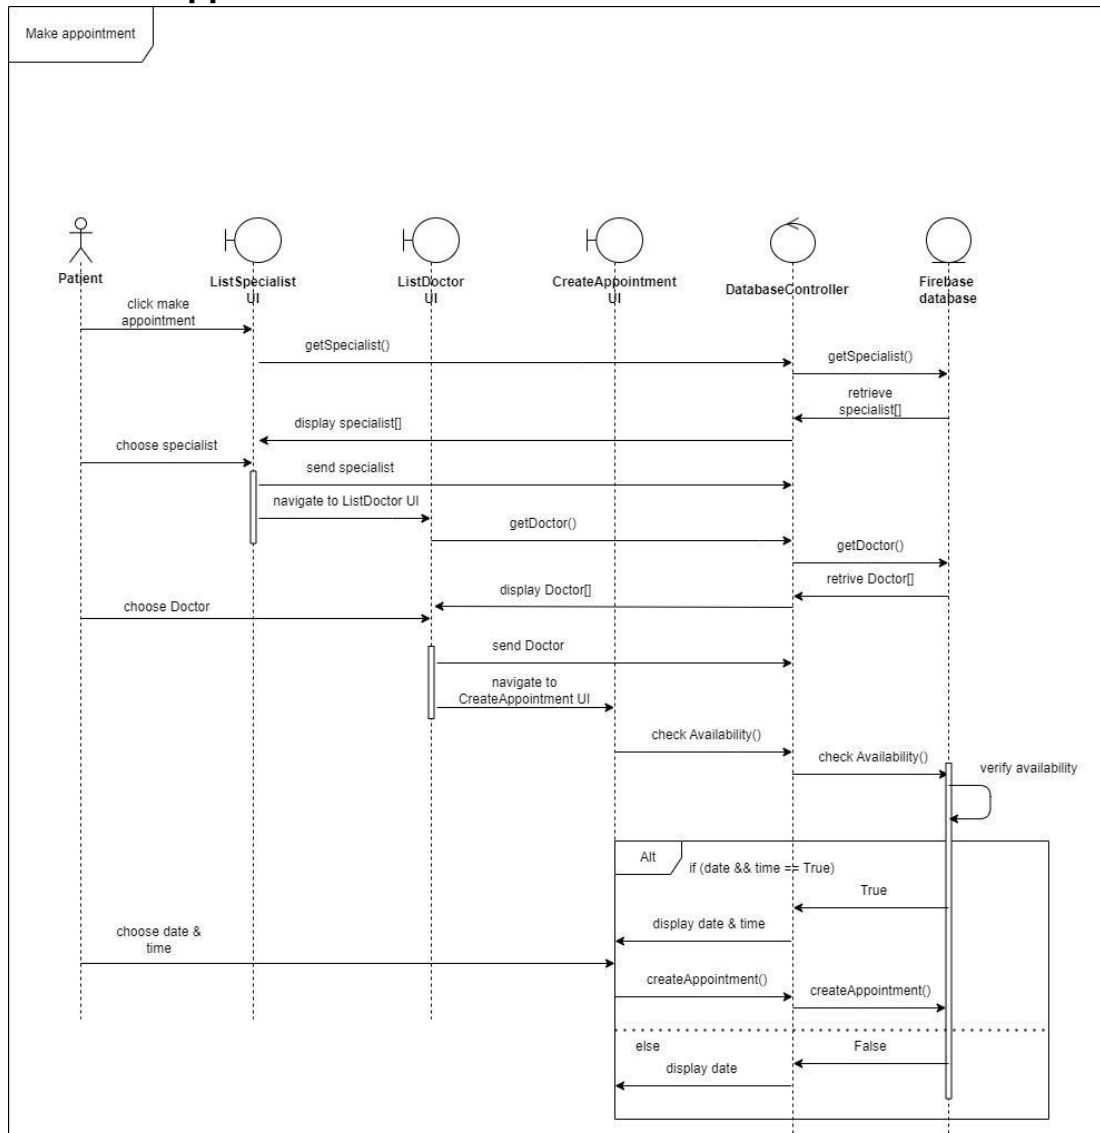 Make appointment
Patient
ListSpecialist
UI
ListDoctor
UI
CreateAppointment
UI
DatabaseController
Firebase
database
click make
appointment
getSpecialist()
getSpecialist()
retrieve
specialist[]
display specialist[]
choose specialist
send specialist
navigate to ListDoctor UI
getDoctor()
getDoctor()
retrive Doctor[]
display Doctor[]
choose Doctor
send Doctor
navigate to
CreateAppointment UI
check Availability()
check Availability()
verify availability
Alt
if (date && time == True)
True
display date & time
choose date &
time
createAppointment()
createAppointment()
else
False
display date